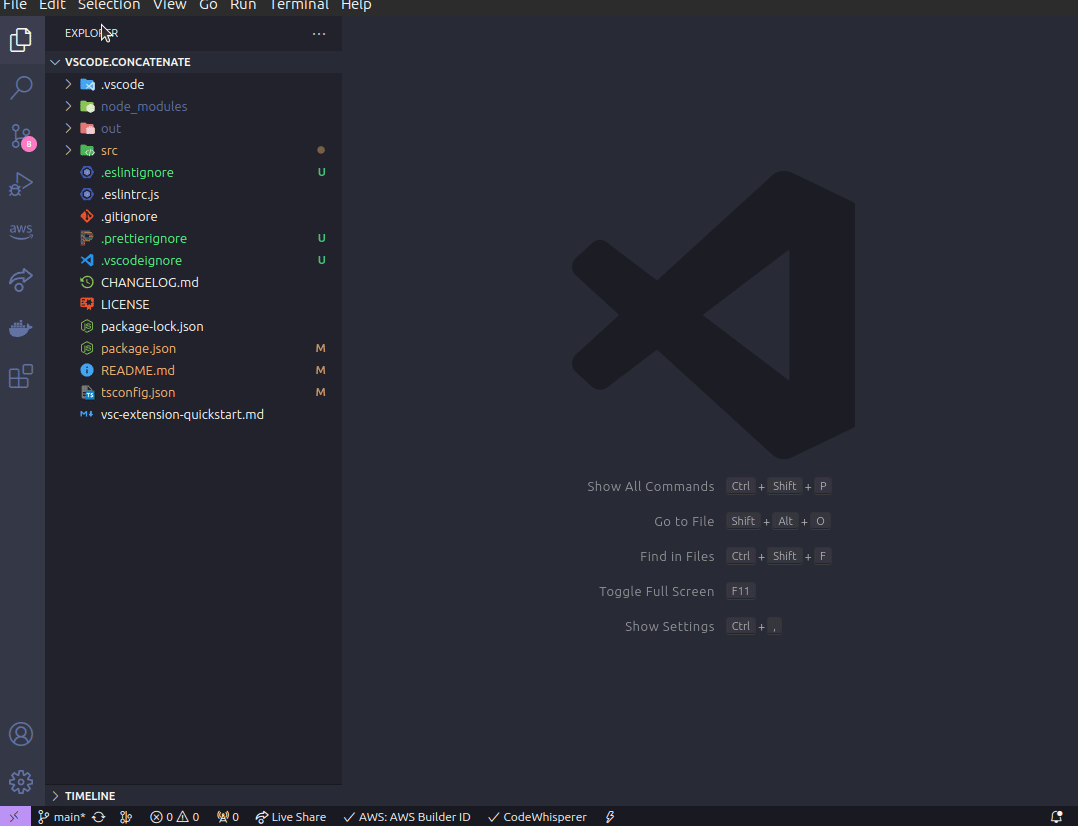 File Edit Selection View Go Run Terminal Help
EXPLORER
VSCODE.CONCATENATE
.vscode
node_modules
out
src
.eslintignore U
.eslintrc.js
.gitignore
.prettierignore U
.vscodeignore U
CHANGELOG.md
LICENSE
package-lock.json
package.json M
README.md M
tsconfig.json M
vsc-extension-quickstart.md
8
aws
Show All Commands Ctrl + Shift + P
Go to File Shift + Alt + O
Find in Files Ctrl + Shift + F
Toggle Full Screen F11
Show Settings Ctrl + ,
TIMELINE
main* 0 0 0 Live Share AWS: AWS Builder ID CodeWhisperer